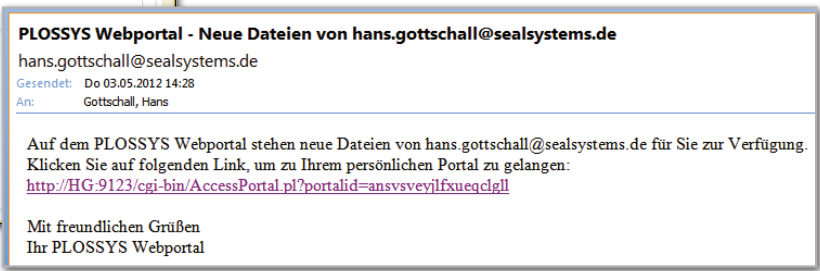 PLOSSYS Webportal - Neue Dateien von hans.gottschall@sealsystems.de
hans.gottschall@sealsystems.de
Gesendet: Do 03.05.2012 14:28
An: Gottschall, Hans
Auf dem PLOSSYS Webportal stehen neue Dateien von hans.gottschall@sealsystems.de für Sie zur Verfügung.
Klicken Sie auf folgenden Link, um zu Ihrem persönlichen Portal zu gelangen:
http://HG:9123/cgi-bin/AccessPortal.pl?portalid=ansvsveyjlfxueqclgll
Mit freundlichen Grüßen
Ihr PLOSSYS Webportal